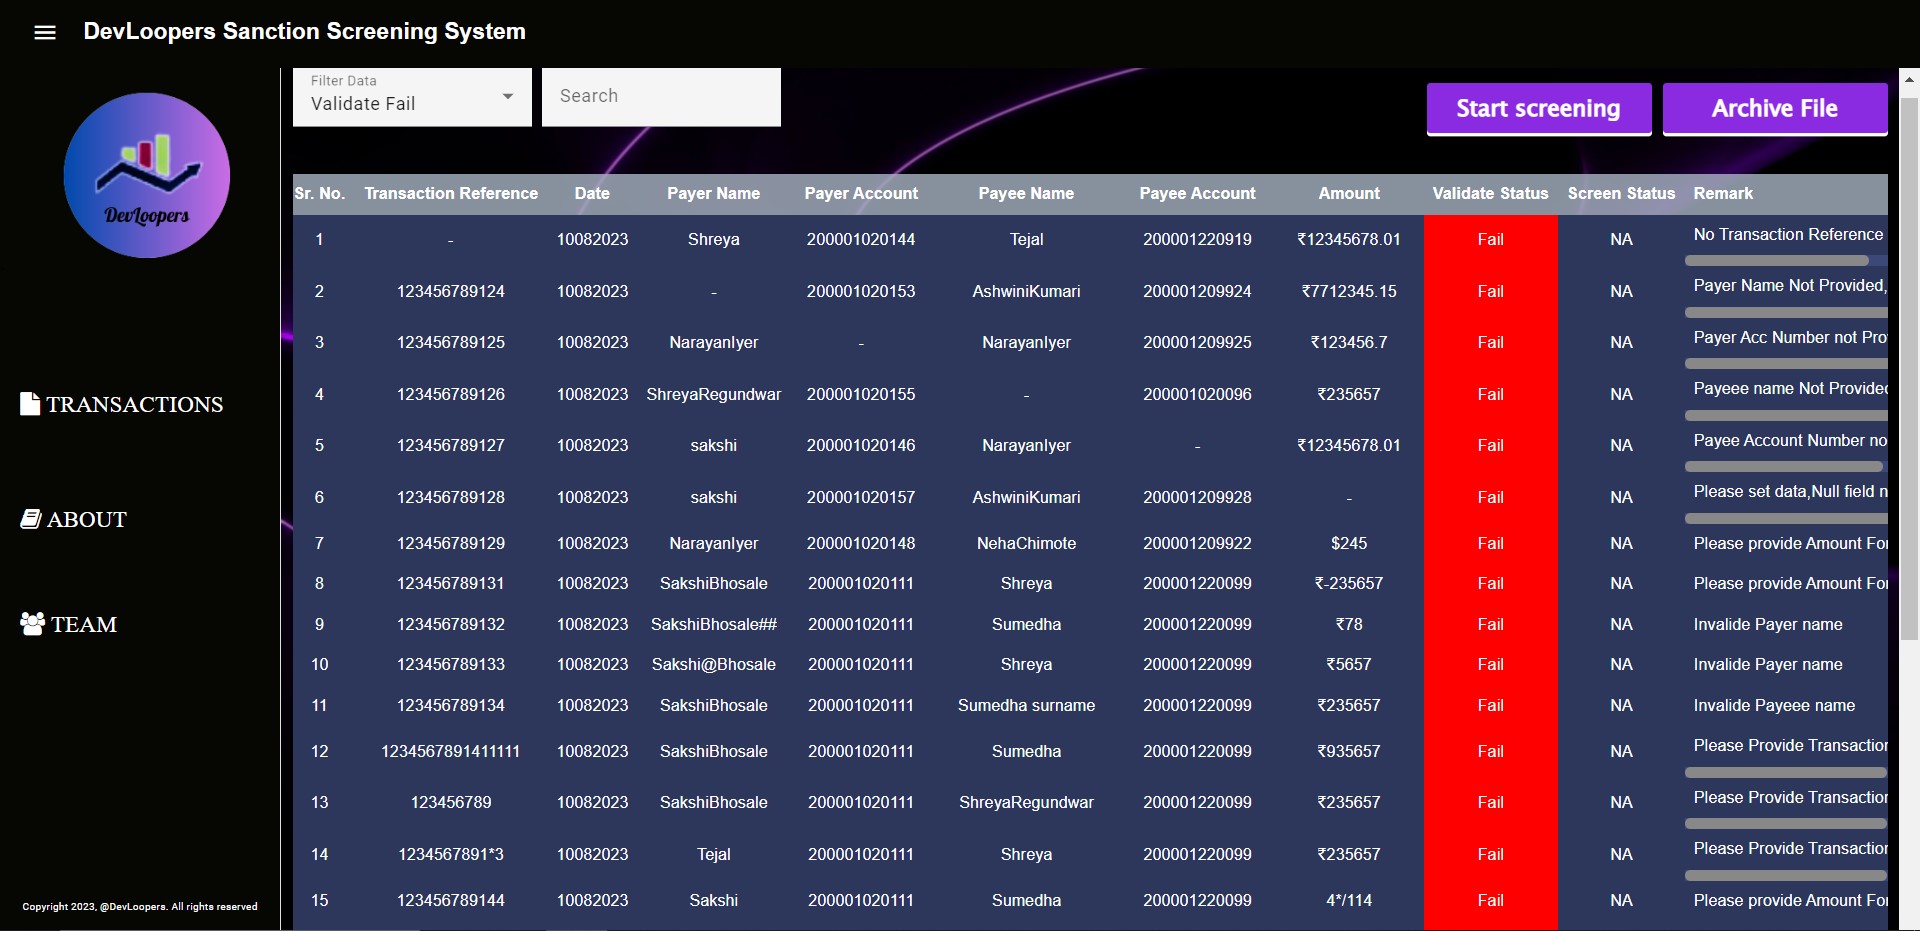 DevLoopers Sanction Screening System
DevLoopers
TRANSACTIONS
ABOUT
TEAM
Copyright 2023, @DevLoopers. All rights reserved
Filter Data
Validate Fail
Search
Start screening
Archive File
Sr. No. Transaction Reference Date Payer Name Payer Account Payee Name Payee Account Amount Validate Status Screen Status Remark
1 - 10082023 Shreya 200001020144 Tejal 200001220919 ₹12345678.01 Fail NA No Transaction Reference
2 123456789124 10082023 - 200001020153 AshwiniKumari 200001209924 ₹7712345.15 Fail NA Payer Name Not Provided,
3 123456789125 10082023 NarayanIyer - NarayanIyer 200001209925 ₹123456.7 Fail NA Payer Acc Number not Pro
4 123456789126 10082023 ShreyaRegundwar 200001020155 - 200001020096 ₹235657 Fail NA Payeee name Not Provided
5 123456789127 10082023 sakshi 200001020146 NarayanIyer - ₹12345678.01 Fail NA Payee Account Number no
6 123456789128 10082023 sakshi 200001020157 AshwiniKumari 200001209928 - Fail NA Please set data,Null field n
7 123456789129 10082023 NarayanIyer 200001020148 NehaChimote 200001209922 $245 Fail NA Please provide Amount For
8 123456789131 10082023 SakshiBhosale 200001020111 Shreya 200001220099 ₹-235657 Fail NA Please provide Amount For
9 123456789132 10082023 SakshiBhosale## 200001020111 Sumedha 200001220099 ₹78 Fail NA Invalide Payer name
10 123456789133 10082023 Sakshi@Bhosale 200001020111 Shreya 200001220099 ₹5657 Fail NA Invalide Payer name
11 123456789134 10082023 SakshiBhosale 200001020111 Sumedha surname 200001220099 ₹235657 Fail NA Invalide Payeee name
12 1234567891411111 10082023 SakshiBhosale 200001020111 Sumedha 200001220099 ₹935657 Fail NA Please Provide Transaction
13 123456789 10082023 SakshiBhosale 200001020111 ShreyaRegundwar 200001220099 ₹235657 Fail NA Please Provide Transaction
14 1234567891*3 10082023 Tejal 200001020111 Shreya 200001220099 ₹235657 Fail NA Please Provide Transaction
15 123456789144 10082023 Sakshi 200001020111 Sumedha 200001220099 4*/114 Fail NA Please provide Amount For